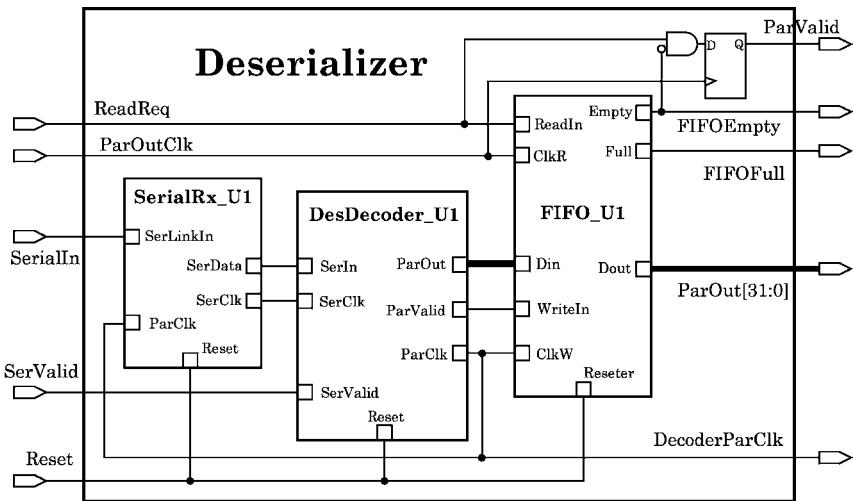 ParValid
D
Q
Deserializer
ReadReq
Empty
ReadIn
FIFOEmpty
ParOutClk
ClkR
Full
FIFOFull
SerialRx_U1
DesDecoder_U1
FIFO_U1
SerLinkIn
SerialIn
SerData
SerIn
ParOut
Din
Dout
ParOut[31:0]
SerClk
SerClk
ParValid
WriteIn
ParClk
Reset
ParClk
ClkW
SerValid
Reseter
SerValid
Reset
DecoderParClk
Reset